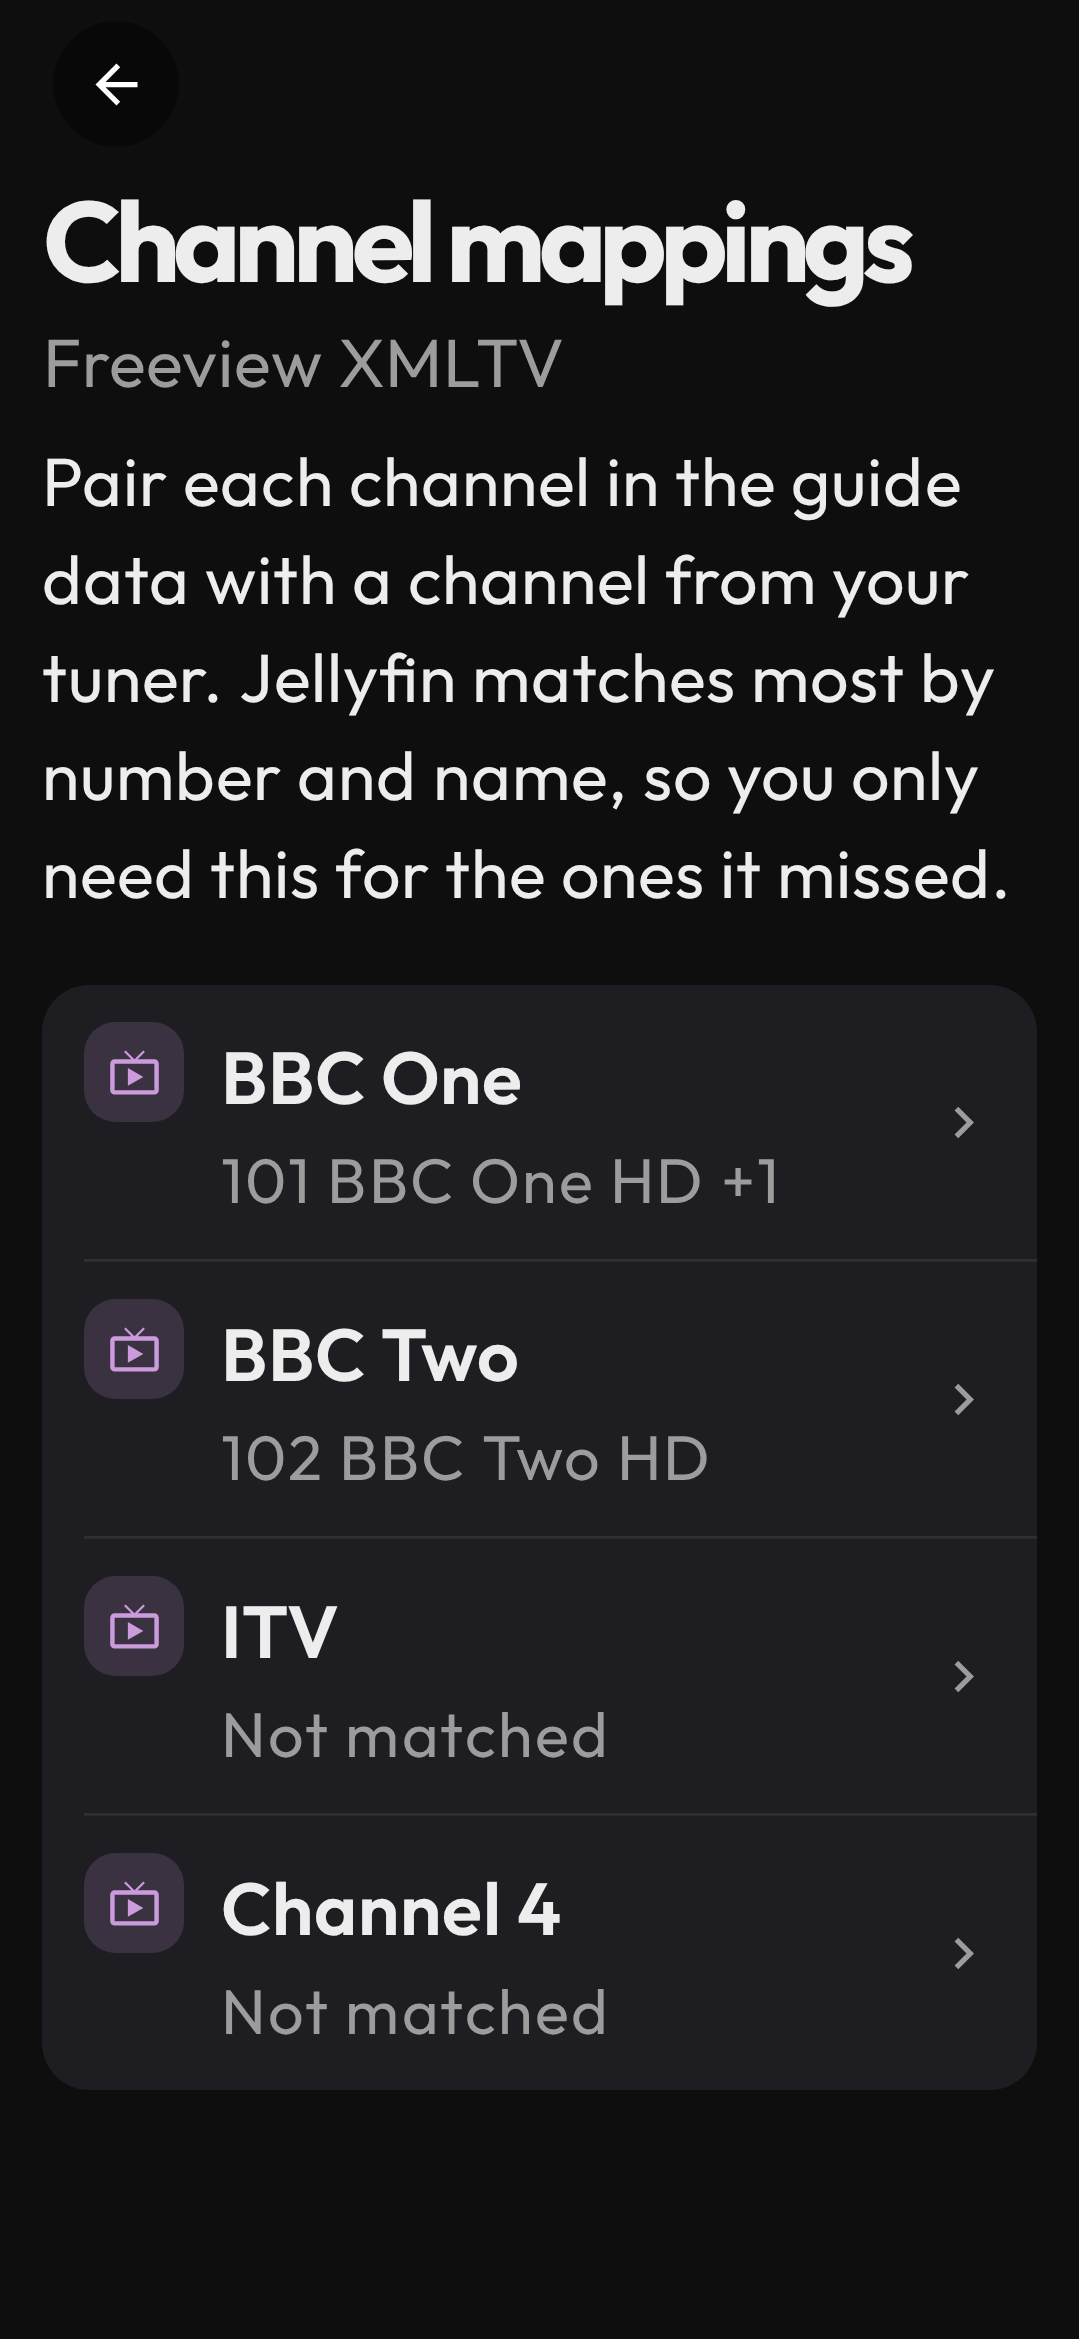 Channel mappings
Freeview XMLTV
Pair each channel in the guide
data with a channel from your
tuner. Jellyfin matches most by
number and name, so you only
need this for the ones it missed.
BBC One
101 BBC One HD +1
BBC Two
102 BBC Two HD
ITV
Not matched
Channel 4
Not matched